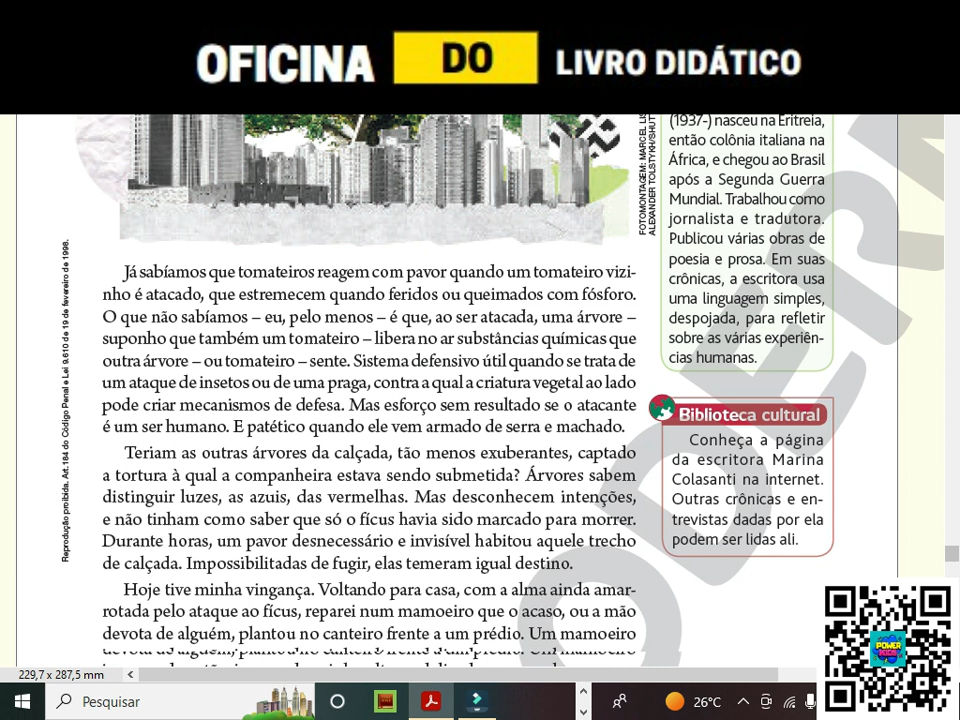 OFICINA DO LIVRO DIDÁTICO
FOTOMONTAGEM: MARCEL
ALEXANDER TOLSTYKH/SHUT
(1937-) nasceu na Eritreia,
então colônia italiana na
África, e chegou ao Brasil
após a Segunda Guerra
Mundial. Trabalhou como
jornalista e tradutora.
Publicou várias obras de
poesia e prosa. Em suas
crônicas, a escritora usa
uma linguagem simples,
despojada, para refletir
sobre as várias experiên-
cias humanas.
Reprodução proibida. Art.184 do Código Penal e Lei 9.610 de 19 de fevereiro de 1998.
Já sabíamos que tomateiros reagem com pavor quando um tomateiro vizi-
nho é atacado, que estremecem quando feridos ou queimados com fósforo.
O que não sabíamos – eu, pelo menos – é que, ao ser atacada, uma árvore –
suponho que também um tomateiro – libera no ar substâncias químicas que
outra árvore – ou tomateiro – sente. Sistema defensivo útil quando se trata de
um ataque de insetos ou de uma praga, contra a qual a criatura vegetal ao lado
pode criar mecanismos de defesa. Mas esforço sem resultado se o atacante
é um ser humano. E patético quando ele vem armado de serra e machado.
Teriam as outras árvores da calçada, tão menos exuberantes, captado
a tortura à qual a companheira estava sendo submetida? Árvores sabem
distinguir luzes, as azuis, das vermelhas. Mas desconhecem intenções,
e não tinham como saber que só o fícus havia sido marcado para morrer.
Durante horas, um pavor desnecessário e invisível habitou aquele trecho
de calçada. Impossibilitadas de fugir, elas temeram igual destino.
Hoje tive minha vingança. Voltando para casa, com a alma ainda amar-
rotada pelo ataque ao fícus, reparei num mamoeiro que o acaso, ou a mão
devota de alguém, plantou no canteiro frente a um prédio. Um mamoeiro
Biblioteca cultural
Conheça a página
da escritora Marina
Colasanti na internet.
Outras crônicas e en-
trevistas dadas por ela
podem ser lidas ali.
ODERN
POWER
229,7 x 287,5 mm
Pesquisar
26°C